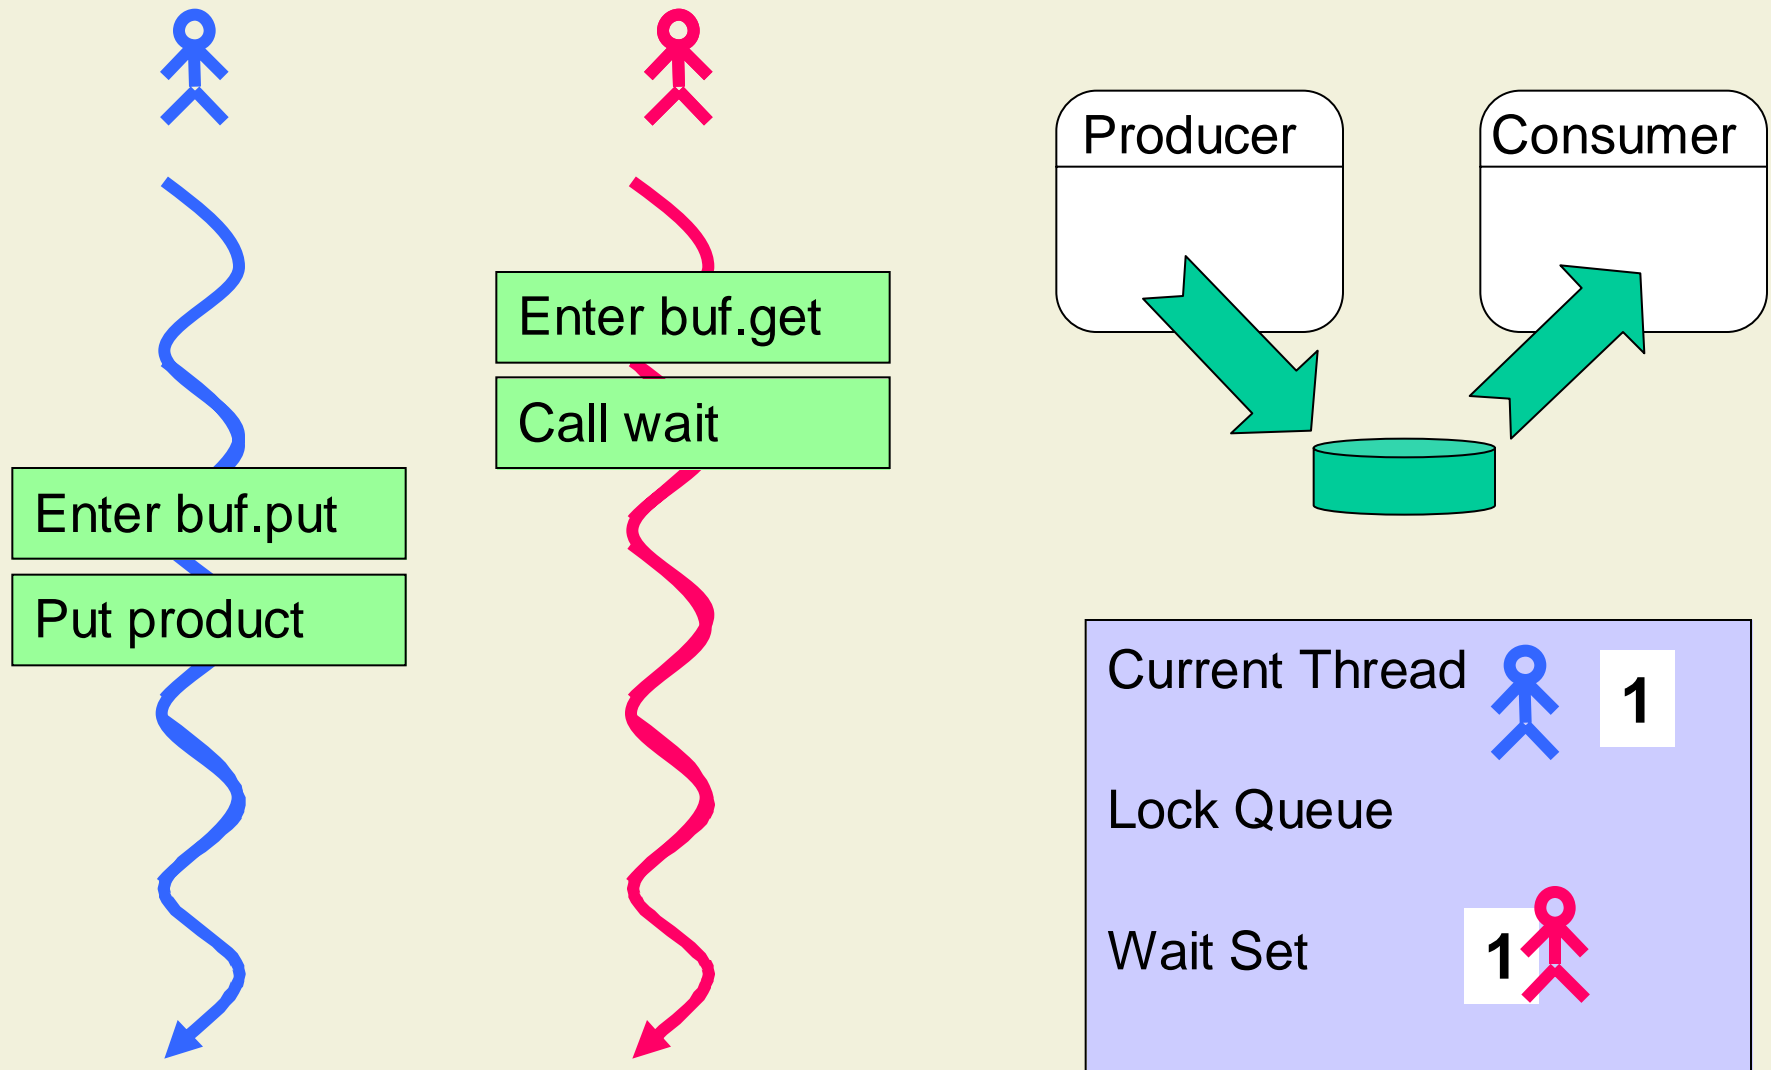 Enter buf.get
Call wait
Enter buf.put
Put product
Producer
Consumer
Current Thread 1
Lock Queue
Wait Set 1